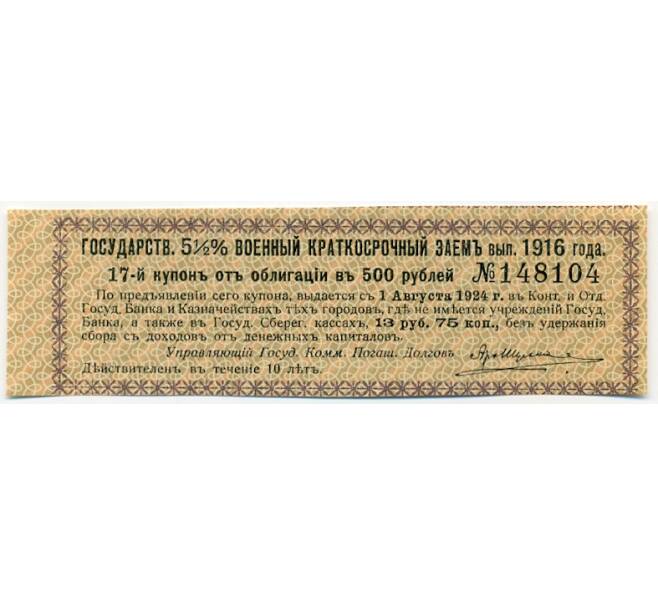 ГОСУДАРСТВ. 5½% ВОЕННЫЙ КРАТКОСРОЧНЫЙ ЗАЕМЪ вып. 1916 года.
17-й купонъ отъ облигаціи въ 500 рублей №148104
По предъявленіи сего купона, выдается съ 1 Августа 1924 г. въ Конт. и Отд.
Госуд. Банка и Казначействахъ тѣхъ городовъ, гдѣ не имѣется учрежденій Госуд.
Банка, а также въ Госуд. Сберег. кассахъ, 13 руб. 75 коп., безъ удержанія
сбора съ доходовъ отъ денежныхъ капиталовъ.
Управляющій Госуд. Комм. Погаш. Долговъ
Дѣйствителенъ въ теченіе 10 лѣтъ.